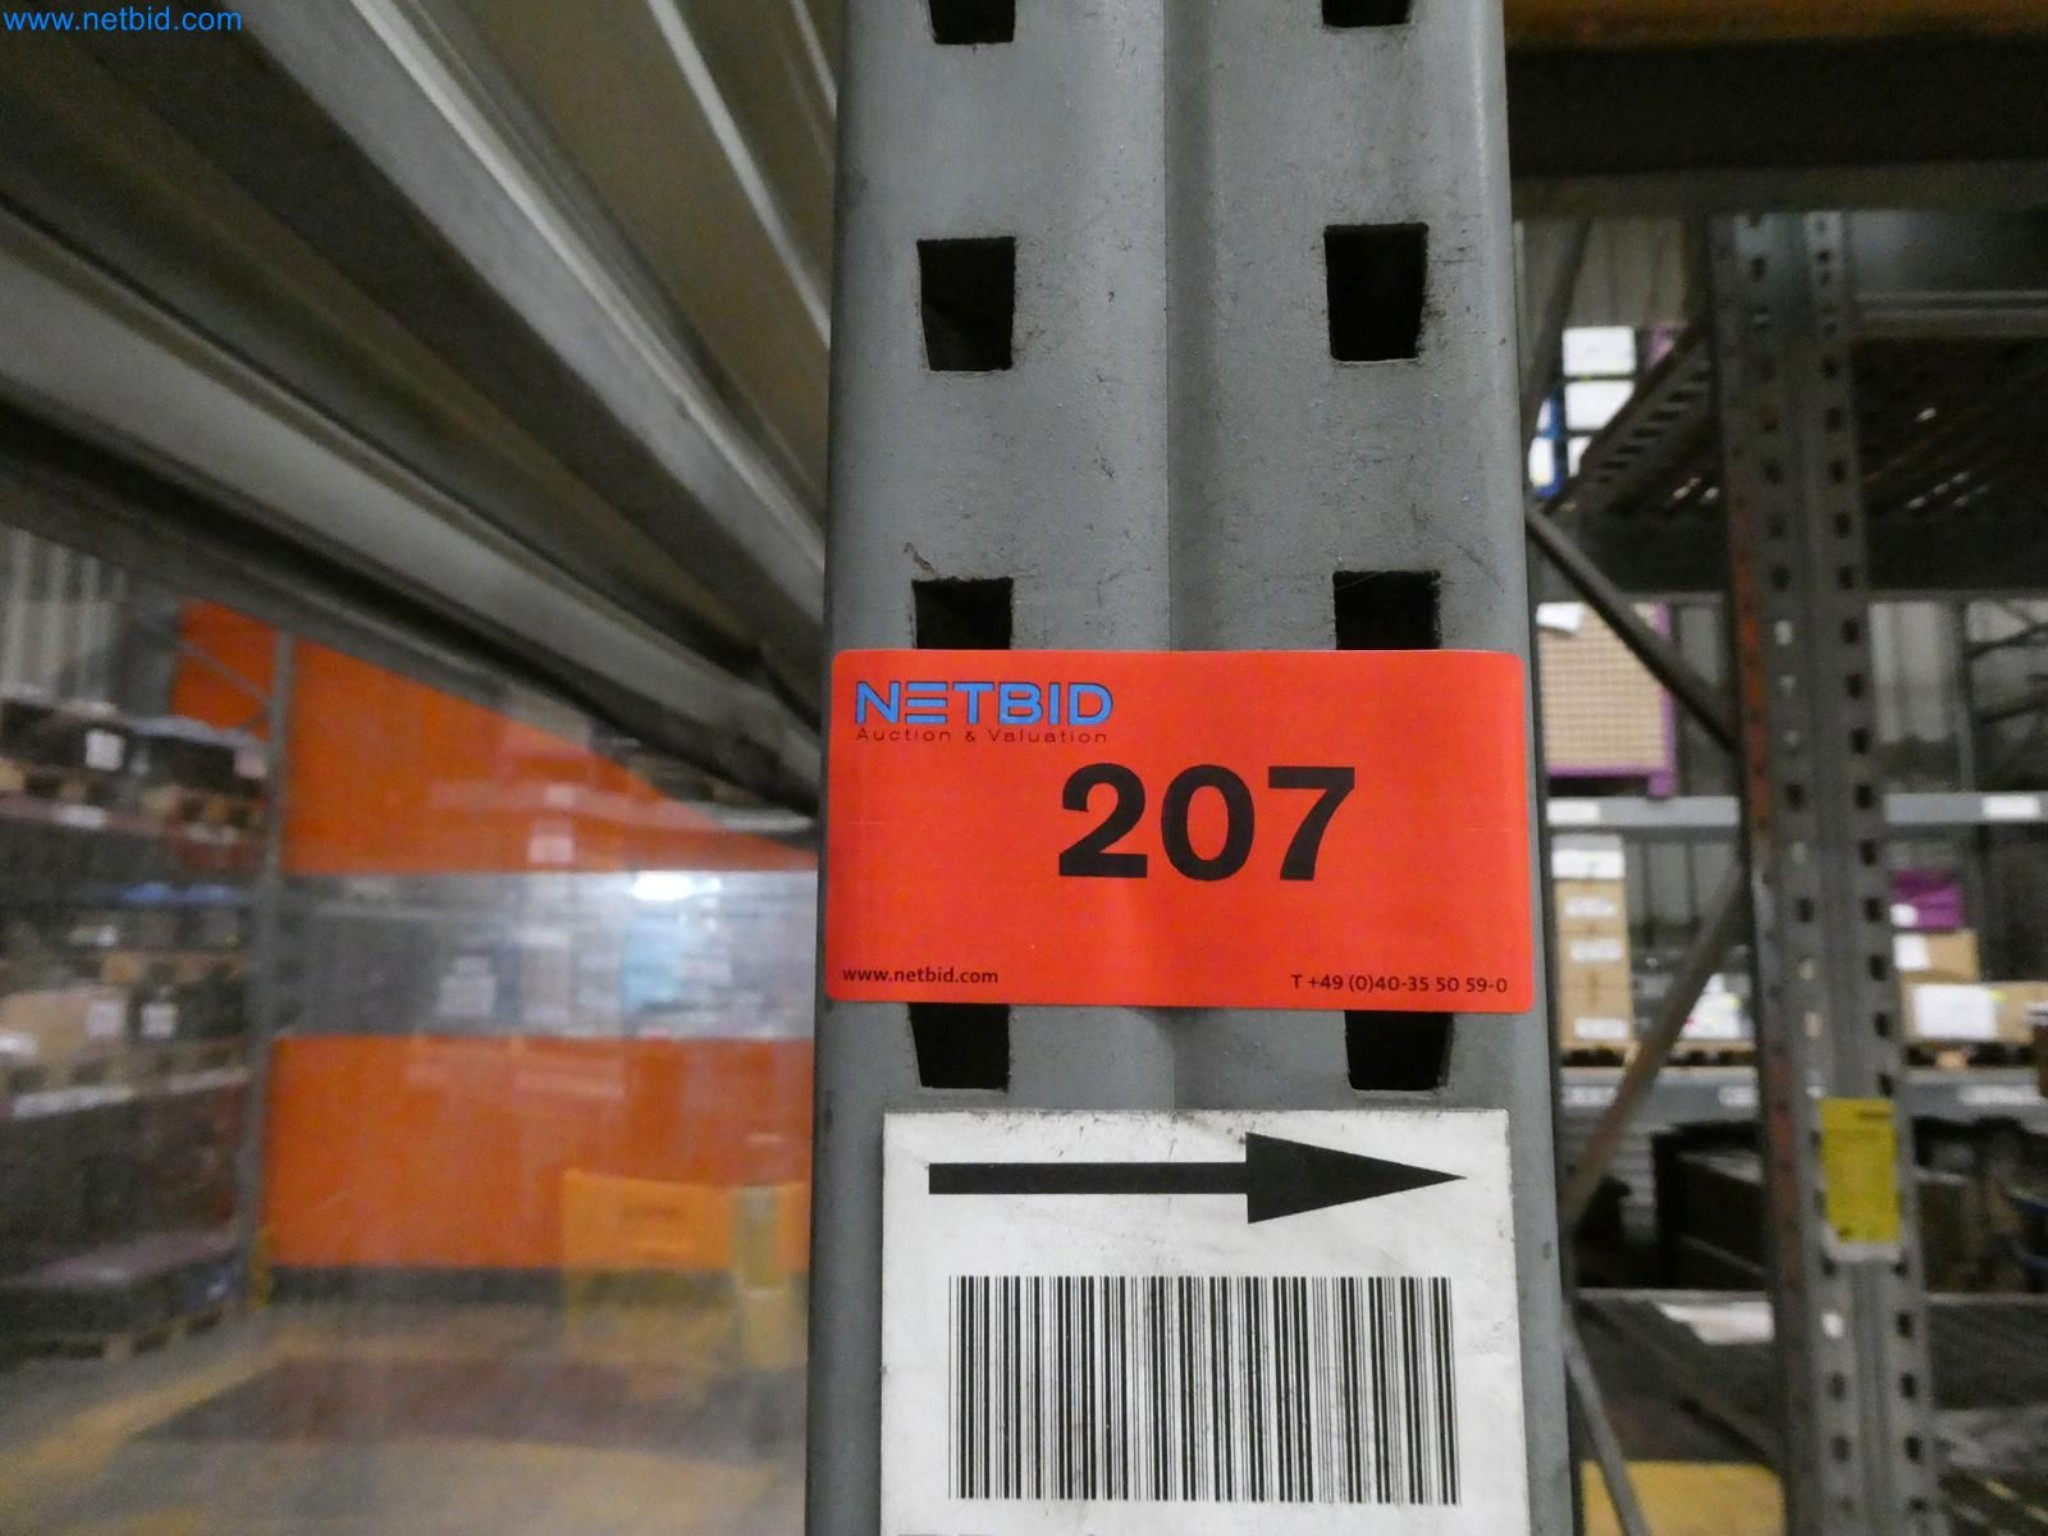 www.netbid.com
NETBID
Auction & Valuation
207
www.netbid.com
T +49 (0)40-35 50 59-0